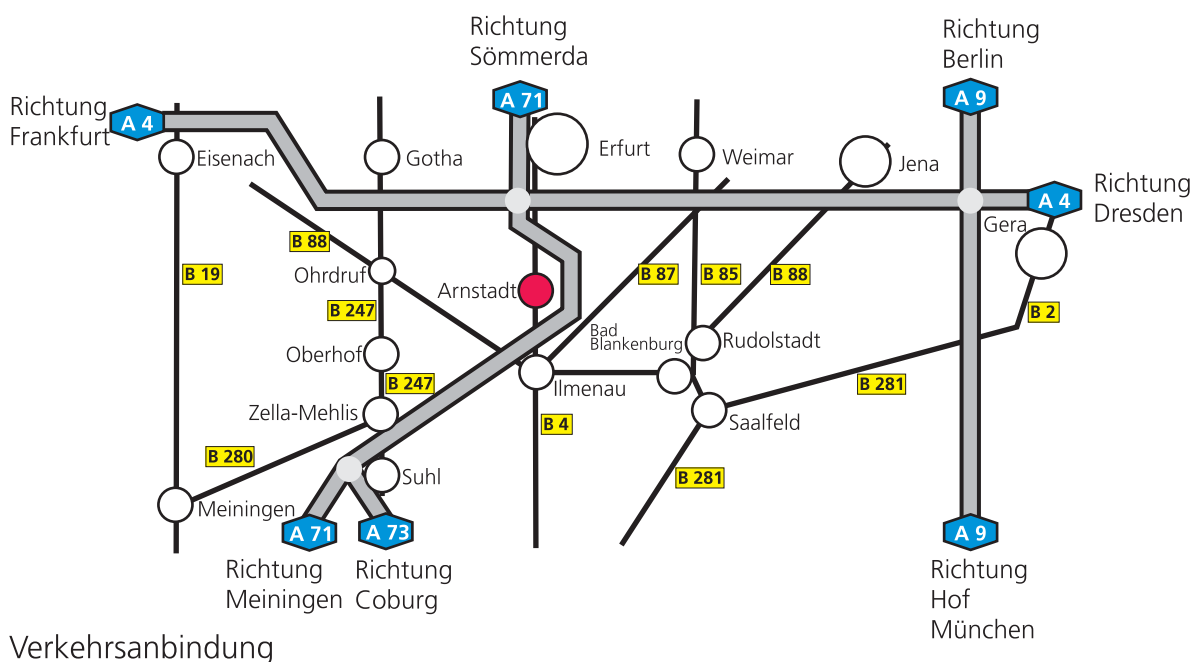 Richtung
Sömmerda
Richtung
Berlin
Richtung
Frankfurt
A 4
A 71
A 9
Eisenach
Gotha
Erfurt
Weimar
Jena
Richtung
Dresden
A 4
Gera
B 88
B 19
Ohrdruf
B 247
Arnstadt
B 87
B 85
B 88
B 2
Oberhof
Bad
Blankenburg
Rudolstadt
B 247
Ilmenau
B 281
Zella-Mehlis
B 4
Saalfeld
B 280
Suhl
B 281
Meiningen
A 71
A 73
A 9
Richtung
Meiningen
Richtung
Coburg
Richtung
Hof
München
Verkehrsanbindung